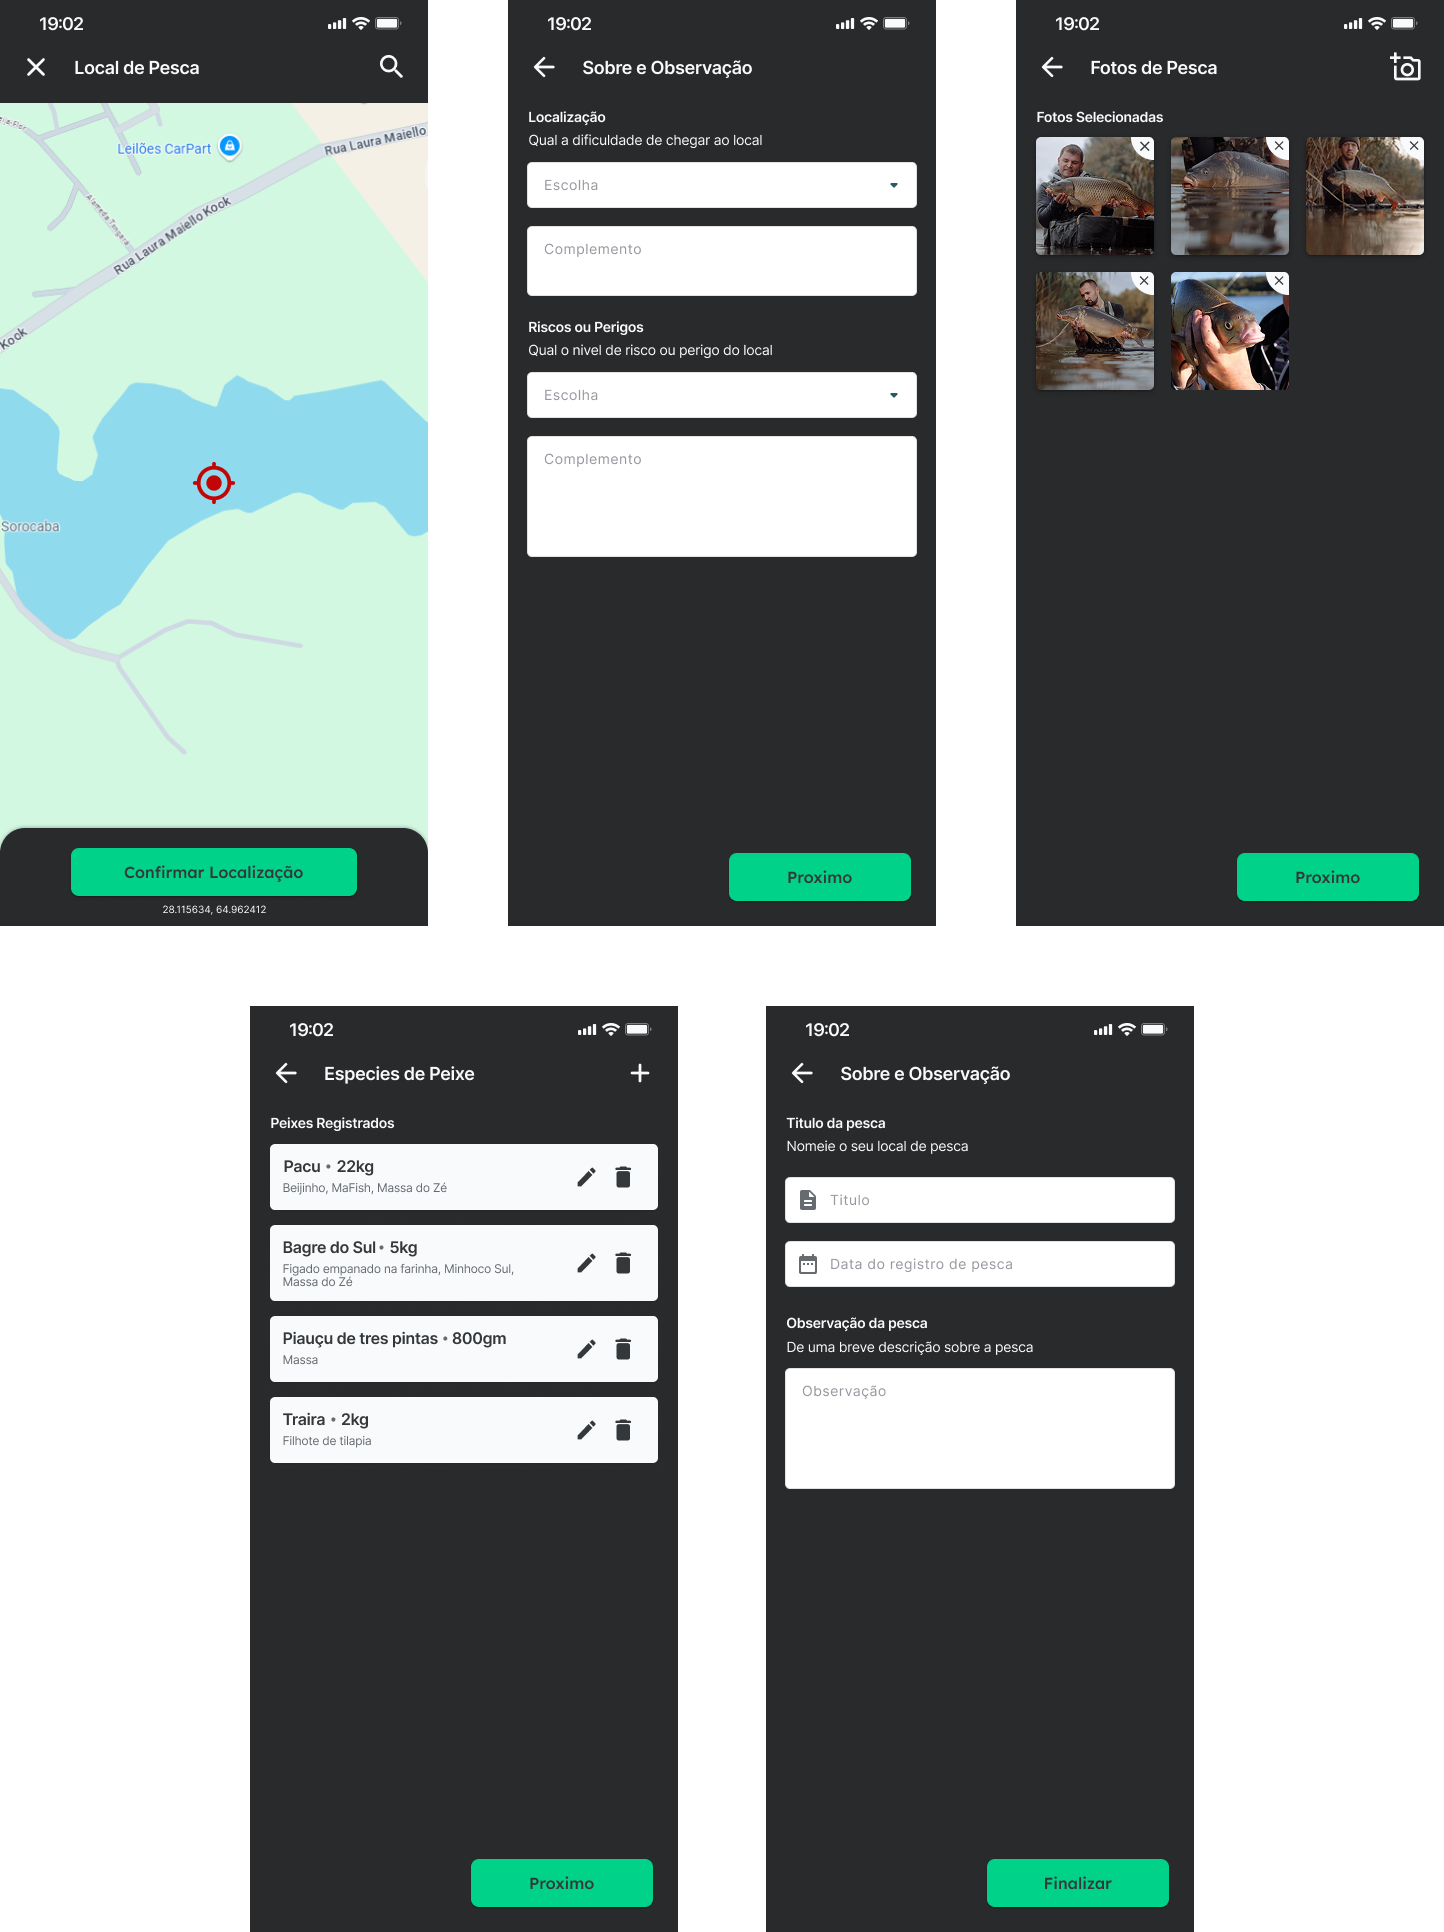 19:02
Local de Pesca
Leilões CarPart
Rua Laura Maiello
Rua Laura Maiello Kock
Kock
Sorocaba
Confirmar Localização
28.115634, 64.962412
19:02
Sobre e Observação
Localização
Qual a dificuldade de chegar ao local
Escolha
Complemento
Riscos ou Perigos
Qual o nivel de risco ou perigo do local
Escolha
Complemento
Proximo
19:02
Fotos de Pesca
Fotos Selecionadas
Proximo
19:02
Especies de Peixe
Peixes Registrados
Pacu • 22kg
Beijinho, MaFish, Massa do Zé
Bagre do Sul • 5kg
Figado empanado na farinha, Minhoco Sul,
Massa do Zé
Piauçu de tres pintas • 800gm
Massa
Traira • 2kg
Filhote de tilapia
Proximo
19:02
Sobre e Observação
Titulo da pesca
Nomeie o seu local de pesca
Titulo
Data do registro de pesca
Observação da pesca
De uma breve descrição sobre a pesca
Observação
Finalizar